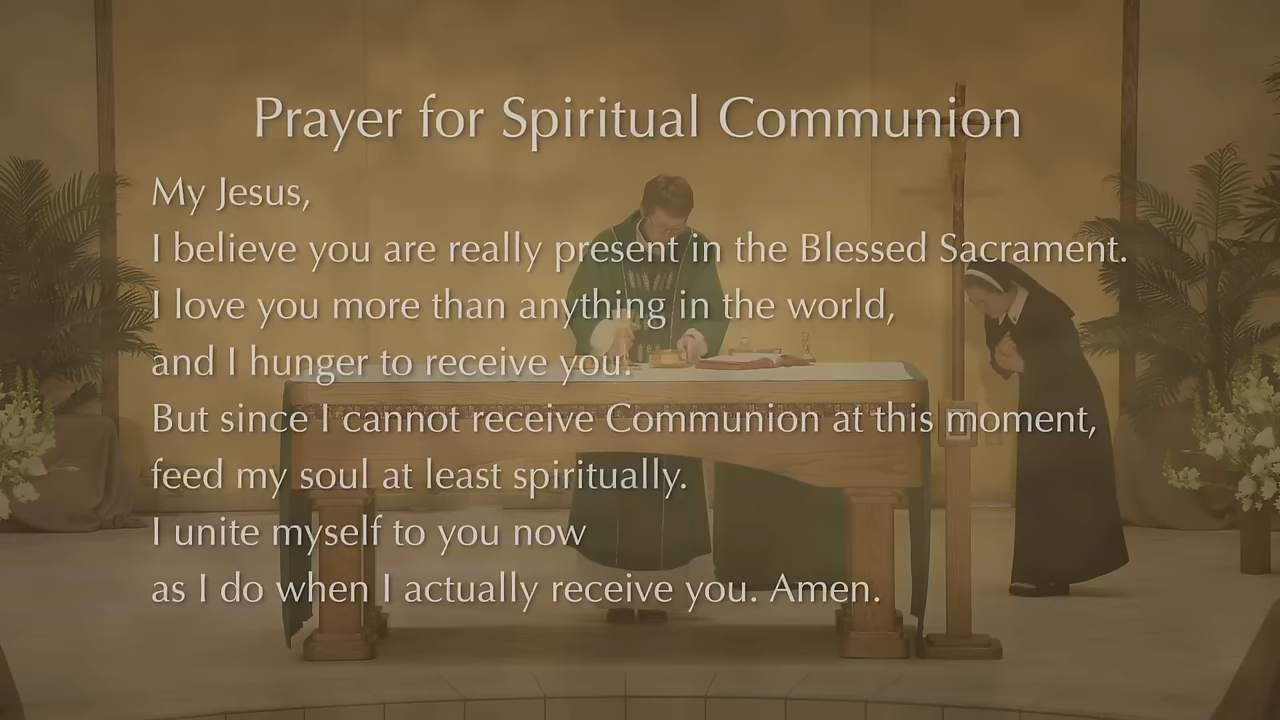 Prayer for Spiritual Communion
My Jesus,
I believe you are really present in the Blessed Sacrament.
I love you more than anything in the world,
and I hunger to receive you.
But since I cannot receive Communion at this moment,
feed my soul at least spiritually.
I unite myself to you now
as I do when I actually receive you. Amen.